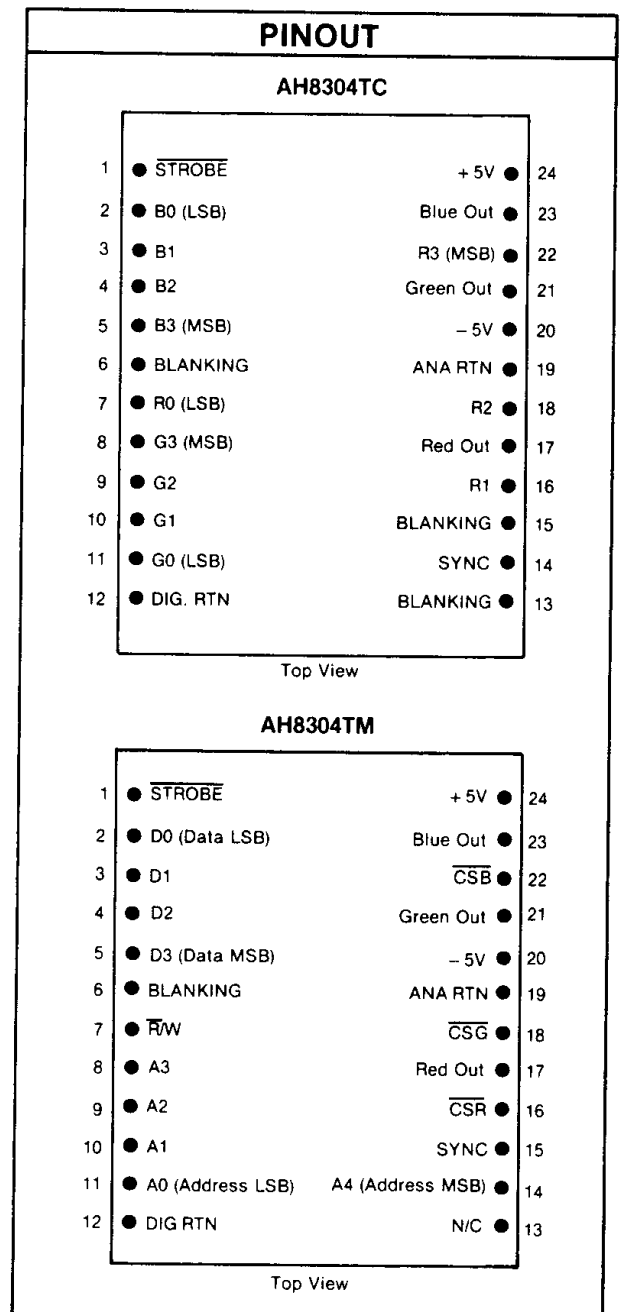 PINOUT
AH8304TC
1 S̅T̅R̅O̅B̅E̅ + 5V 24
2 B0 (LSB) Blue Out 23
3 B1 R3 (MSB) 22
4 B2 Green Out 21
5 B3 (MSB) – 5V 20
6 BLANKING ANA RTN 19
7 R0 (LSB) R2 18
8 G3 (MSB) Red Out 17
9 G2 R1 16
10 G1 BLANKING 15
11 G0 (LSB) SYNC 14
12 DIG. RTN BLANKING 13
Top View
AH8304TM
1 S̅T̅R̅O̅B̅E̅ + 5V 24
2 D0 (Data LSB) Blue Out 23
3 D1 C̅S̅B̅ 22
4 D2 Green Out 21
5 D3 (Data MSB) – 5V 20
6 BLANKING ANA RTN 19
7 R̅/W C̅S̅G̅ 18
8 A3 Red Out 17
9 A2 C̅S̅R̅ 16
10 A1 SYNC 15
11 A0 (Address LSB) A4 (Address MSB) 14
12 DIG RTN N/C 13
Top View